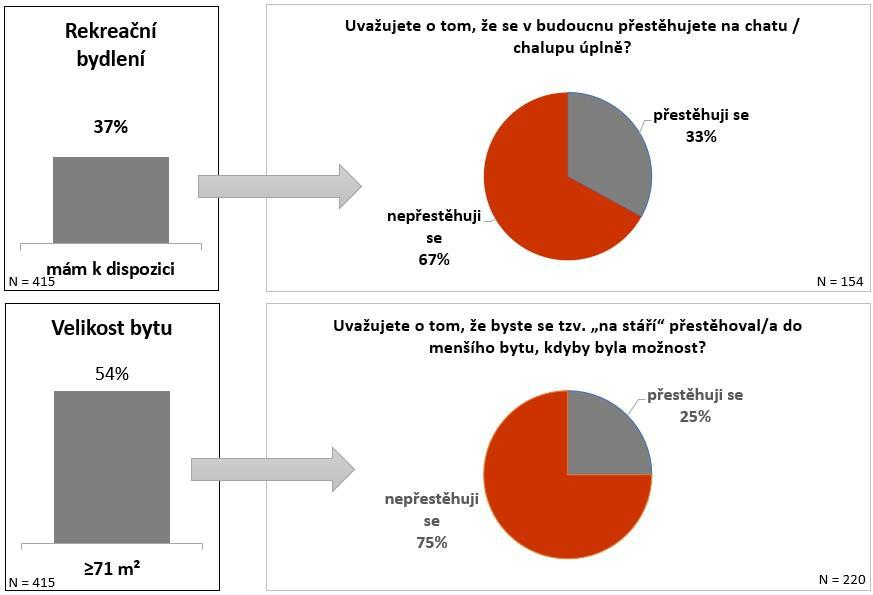 Rekreační
bydlení
37%
mám k dispozici
N = 415
Uvažujete o tom, že se v budoucnu přestěhujete na chatu /
chalupu úplně?
přestěhuji se
33%
nepřestěhuji
se
67%
N = 154
Velikost bytu
54%
≥71 m²
N = 415
Uvažujete o tom, že byste se tzv. „na stáří“ přestěhoval/a do
menšího bytu, kdyby byla možnost?
přestěhuji se
25%
nepřestěhuji
se
75%
N = 220